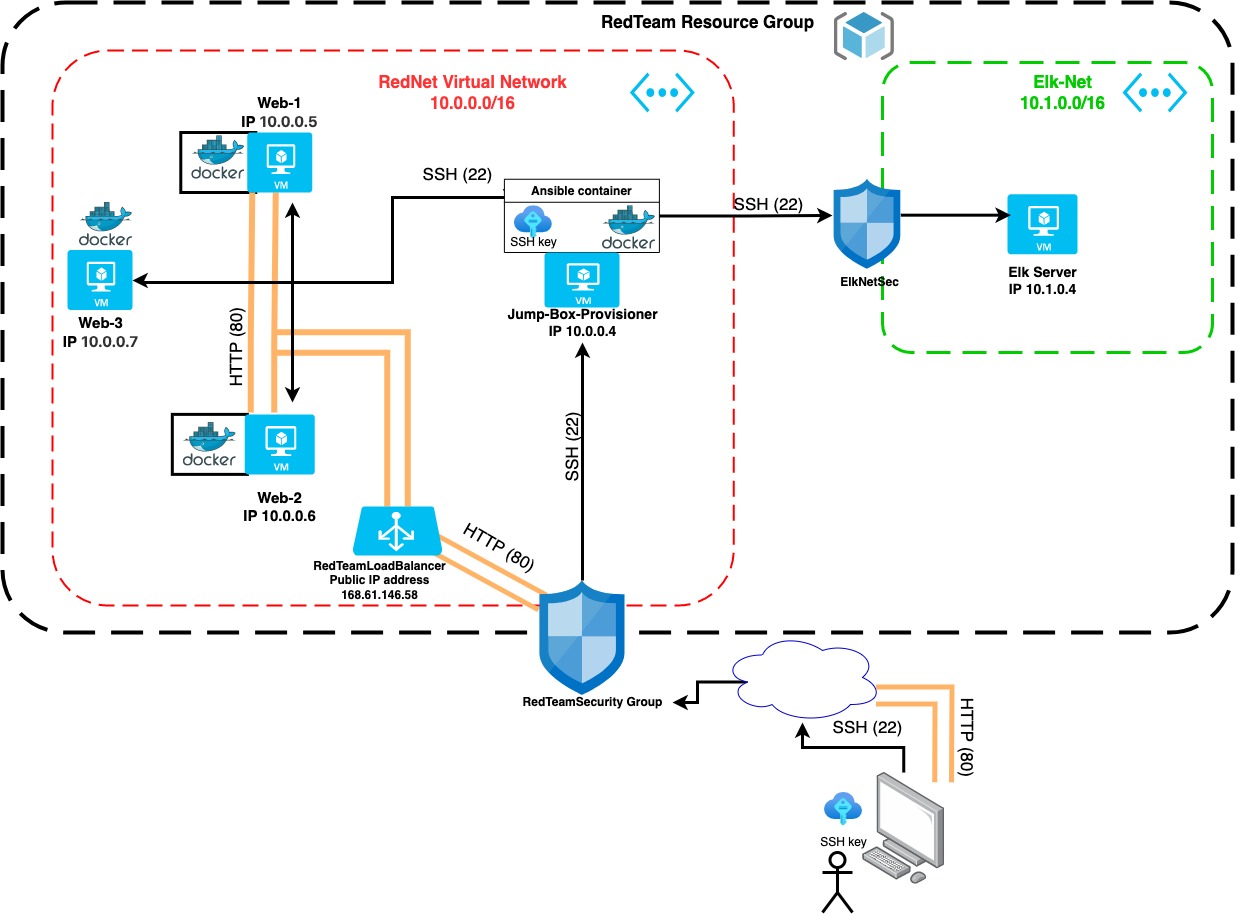 RedTeam Resource Group
RedNet Virtual Network
10.0.0.0/16
Elk-Net
10.1.0.0/16
Web-1
IP 10.0.0.5
docker
VM
SSH (22)
Ansible container
SSH key
docker
VM
Jump-Box-Provisioner
IP 10.0.0.4
SSH (22)
ElkNetSec
VM
Elk Server
IP 10.1.0.4
docker
VM
Web-3
IP 10.0.0.7
HTTP (80)
docker
VM
Web-2
IP 10.0.0.6
SSH (22)
RedTeamLoadBalancer
Public IP address
168.61.146.58
HTTP (80)
RedTeamSecurity Group
SSH (22)
HTTP (80)
SSH key